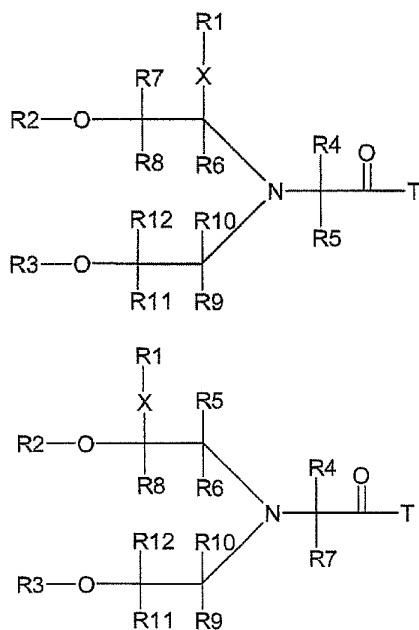 R1
X
R7
R2 O
R8 R6 R4 O
N T
R12 R10 R5
R3 O
R11 R9
R1
X R5
R2 O
R8 R6 R4 O
N T
R12 R10 R7
R3 O
R11 R9